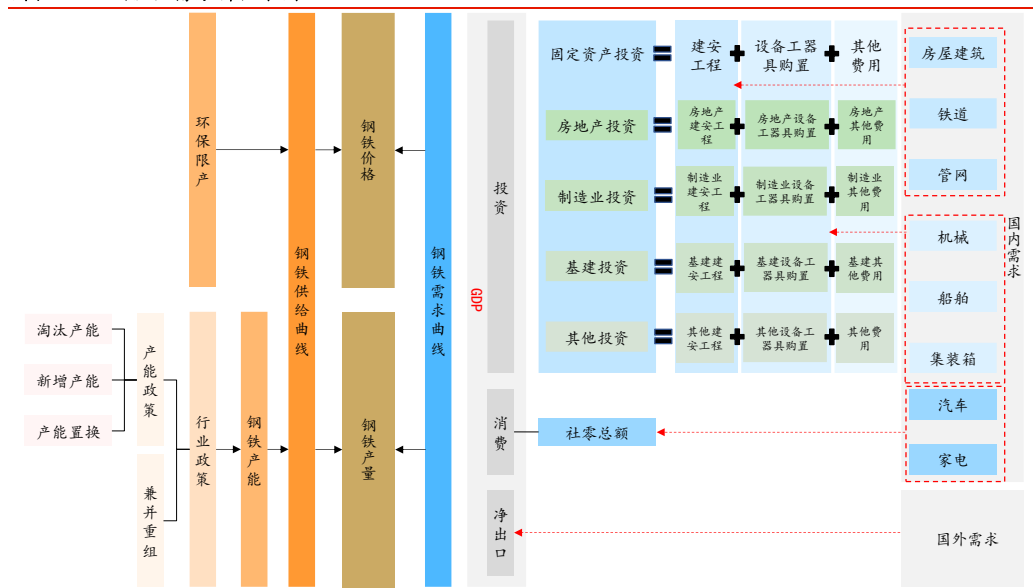 环保限产
钢铁价格
钢铁供给曲线
钢铁需求曲线
淘汰产能
新增产能
产能置换
产能政策
兼并重组
行业政策
钢铁产能
钢铁产量
GDP
投资
消费
净出口
固定资产投资
建安
工程
设备工器
具购置
其他
费用
房地产投资
房地产
建安工
程
房地产设备
工器具购置
房地产
其他费
用
制造业投资
制造业
建安工
程
制造业设备
工器具购置
制造业
其他费
用
基建投资
基建建
安工程
基建设备工
器具购置
基建其
他费用
其他投资
其他建
安工程
其他设备工
器具购置
其他费
用
社零总额
房屋建筑
铁道
管网
机械
船舶
集装箱
汽车
家电
国内需求
国外需求